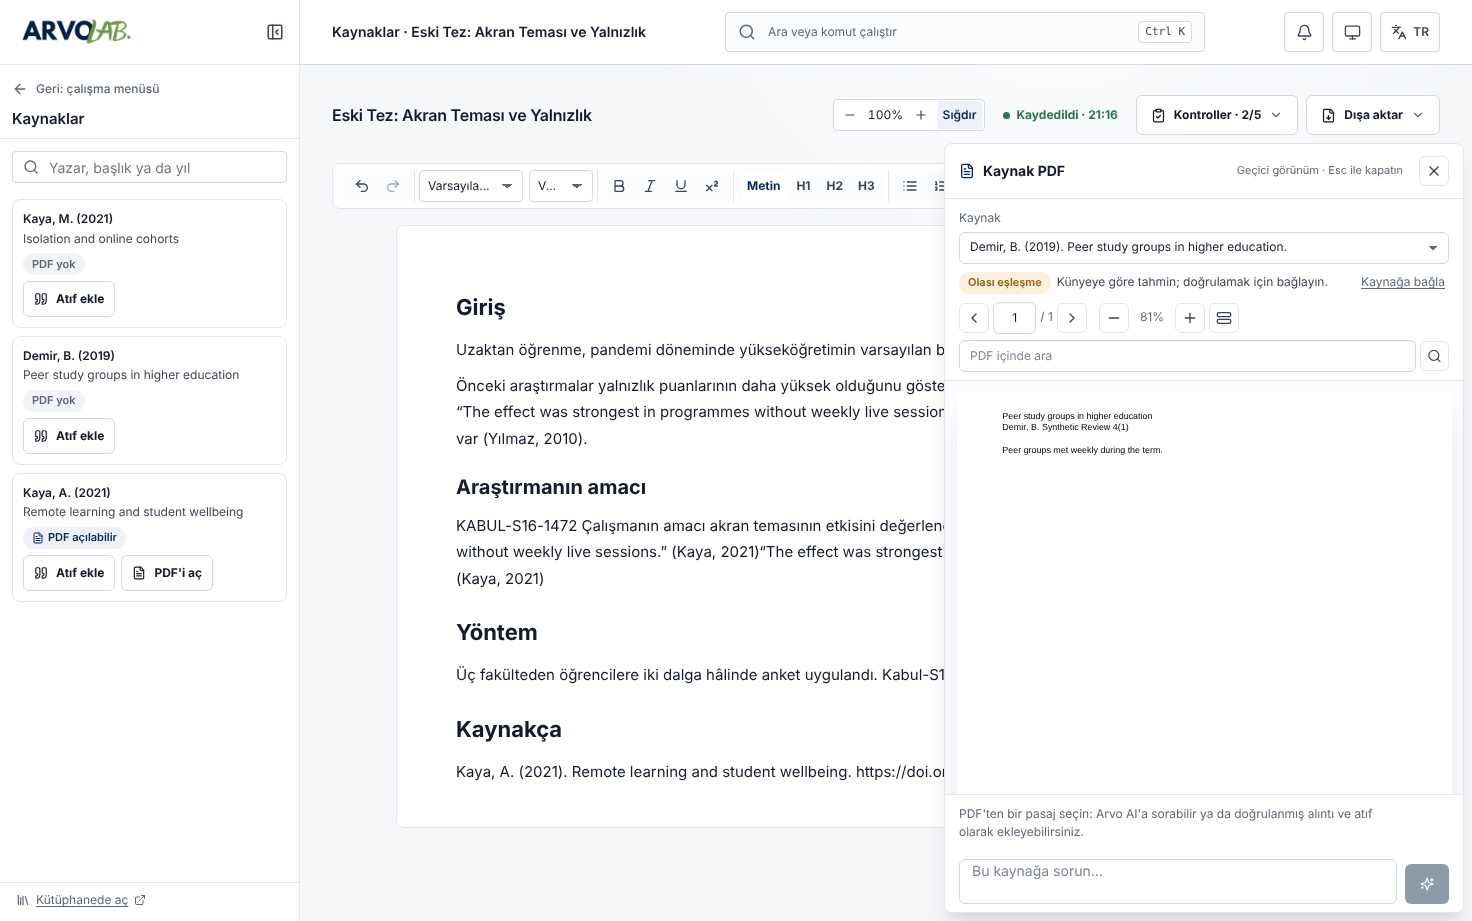 ARVOLAB.
Geri: çalışma menüsü
Kaynaklar
Yazar, başlık ya da yıl
Kaya, M. (2021)
Isolation and online cohorts
PDF yok
Atıf ekle
Demir, B. (2019)
Peer study groups in higher education
PDF yok
Atıf ekle
Kaya, A. (2021)
Remote learning and student wellbeing
PDF açılabilir
Atıf ekle PDF'i aç
Kütüphanede aç
Kaynaklar · Eski Tez: Akran Teması ve Yalnızlık
Ara veya komut çalıştır Ctrl K
TR
Eski Tez: Akran Teması ve Yalnızlık
100% Sığdır
Kaydedildi · 21:16
Kontroller · 2/5
Dışa aktar
Varsayıla... V... B I U x² Metin H1 H2 H3
Giriş
Uzaktan öğrenme, pandemi döneminde yükseköğretimin varsayılan b
Önceki araştırmalar yalnızlık puanlarının daha yüksek olduğunu göste
“The effect was strongest in programmes without weekly live session
var (Yılmaz, 2010).
Araştırmanın amacı
KABUL-S16-1472 Çalışmanın amacı akran temasının etkisini değerlend
without weekly live sessions.” (Kaya, 2021)“The effect was strongest
(Kaya, 2021)
Yöntem
Üç fakülteden öğrencilere iki dalga hâlinde anket uygulandı. Kabul-S1
Kaynakça
Kaya, A. (2021). Remote learning and student wellbeing. https://doi.or
Kaynak PDF
Geçici görünüm · Esc ile kapatın
Kaynak
Demir, B. (2019). Peer study groups in higher education.
Olası eşleşme Künyeye göre tahmin; doğrulamak için bağlayın. Kaynağa bağla
1 / 1 81%
PDF içinde ara
Peer study groups in higher education
Demir, B. Synthetic Review 4(1)
Peer groups met weekly during the term.
PDF'ten bir pasaj seçin: Arvo AI'a sorabilir ya da doğrulanmış alıntı ve atıf
olarak ekleyebilirsiniz.
Bu kaynağa sorun...